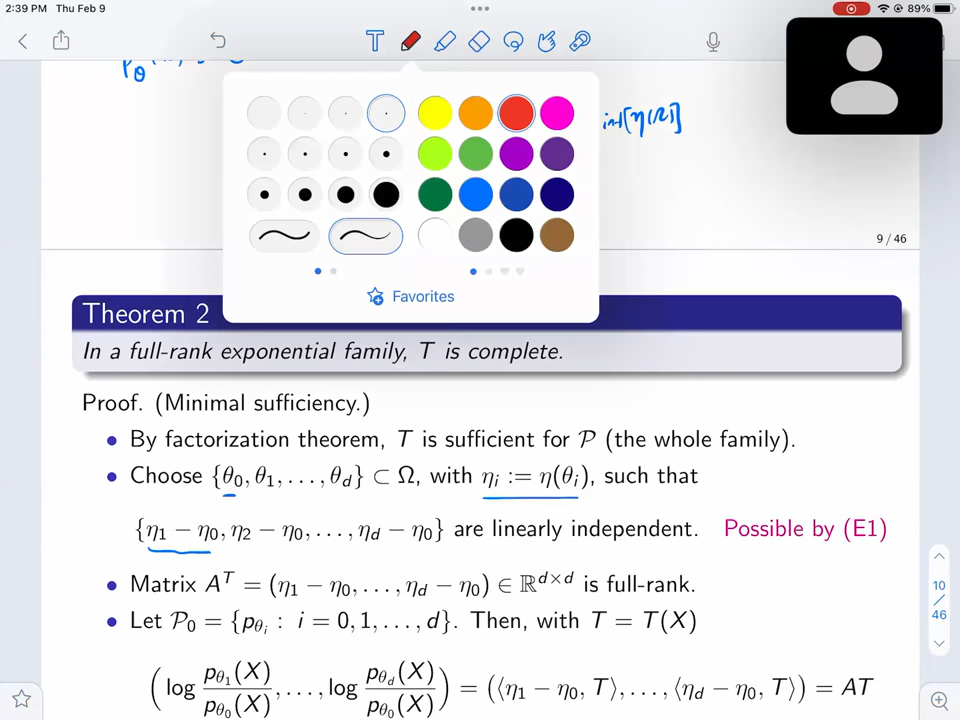 2:39 PM Thu Feb 9
89%
int[η(Ω)]
9 / 46
Favorites
Theorem 2
In a full-rank exponential family, T is complete.
Proof. (Minimal sufficiency.)
• By factorization theorem, T is sufficient for 𝒫 (the whole family).
• Choose {θ₀, θ₁, . . . , θ_d} ⊂ Ω, with η_i := η(θ_i), such that
{η₁ − η₀, η₂ − η₀, . . . , η_d − η₀} are linearly independent. Possible by (E1)
• Matrix A^T = (η₁ − η₀, . . . , η_d − η₀) ∈ ℝ^{d×d} is full-rank.
• Let 𝒫₀ = {p_{θ_i} : i = 0, 1, . . . , d}. Then, with T = T(X)
(log p_{θ₁}(X)/p_{θ₀}(X), . . . , log p_{θ_d}(X)/p_{θ₀}(X)) = (⟨η₁ − η₀, T⟩, . . . , ⟨η_d − η₀, T⟩) = AT
10
/
46